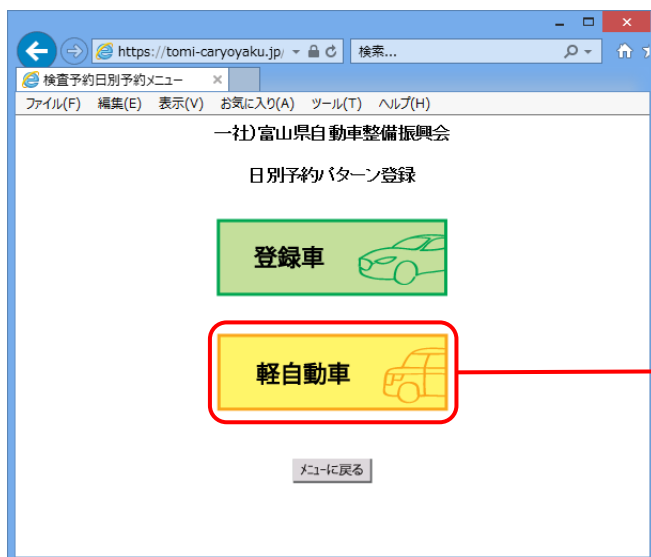 https://tomi-caryoyaku.jp/
検索...
検査予約日別予約メニュー
ファイル(F) 編集(E) 表示(V) お気に入り(A) ツール(T) ヘルプ(H)
一社)富山県自動車整備振興会
日別予約パターン登録
登録車
軽自動車
メニューに戻る